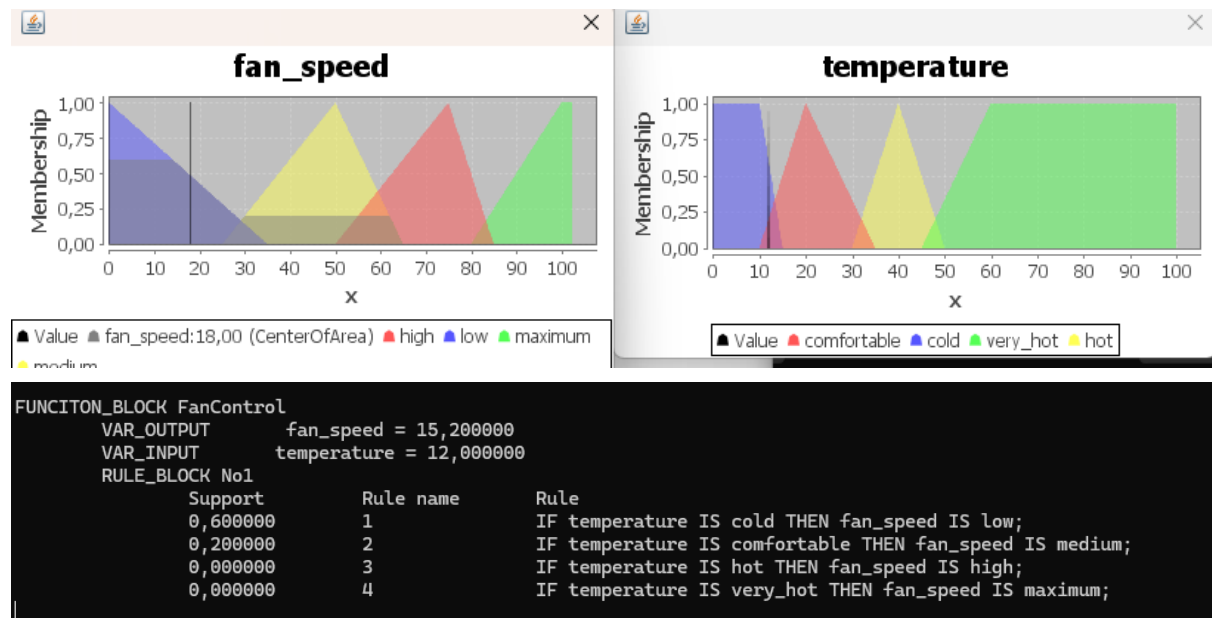 fan_speed
Membership
1,00
0,75
0,50
0,25
0,00
0 10 20 30 40 50 60 70 80 90 100
x
Value fan_speed:18,00 (CenterOfArea) high low maximum
medium
temperature
Membership
1,00
0,75
0,50
0,25
0,00
0 10 20 30 40 50 60 70 80 90 100
x
Value comfortable cold very_hot hot
FUNCITON_BLOCK FanControl
VAR_OUTPUT fan_speed = 15,200000
VAR_INPUT temperature = 12,000000
RULE_BLOCK No1
Support Rule name Rule
0,600000 1 IF temperature IS cold THEN fan_speed IS low;
0,200000 2 IF temperature IS comfortable THEN fan_speed IS medium;
0,000000 3 IF temperature IS hot THEN fan_speed IS high;
0,000000 4 IF temperature IS very_hot THEN fan_speed IS maximum;